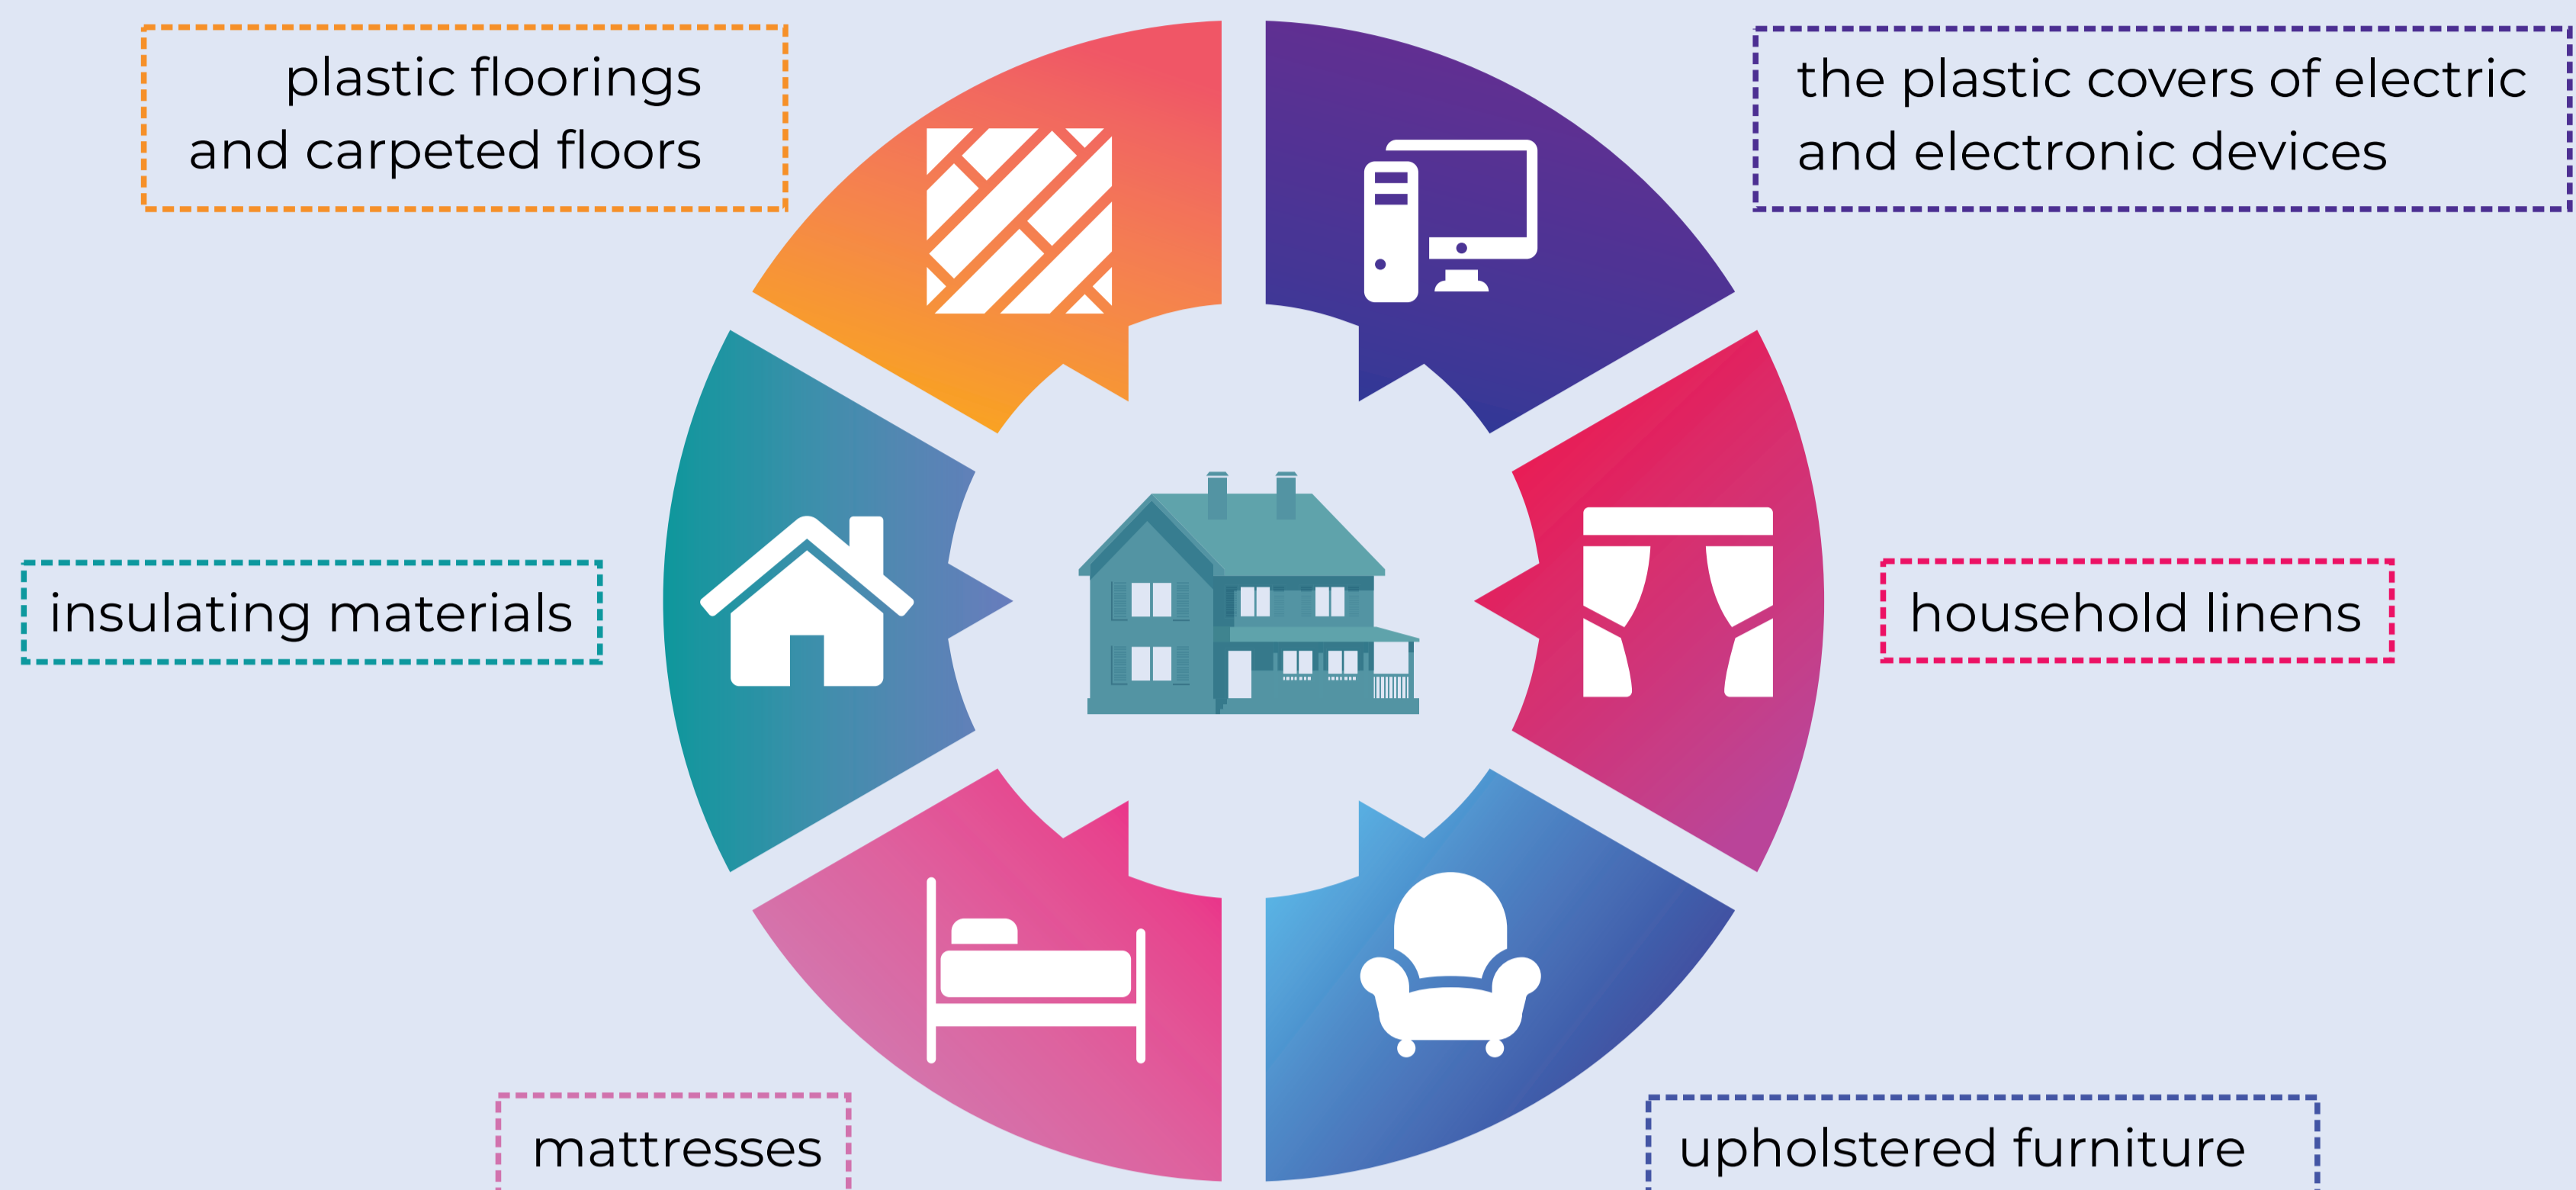 plastic floorings
and carpeted floors
the plastic covers of electric
and electronic devices
insulating materials
household linens
mattresses
upholstered furniture